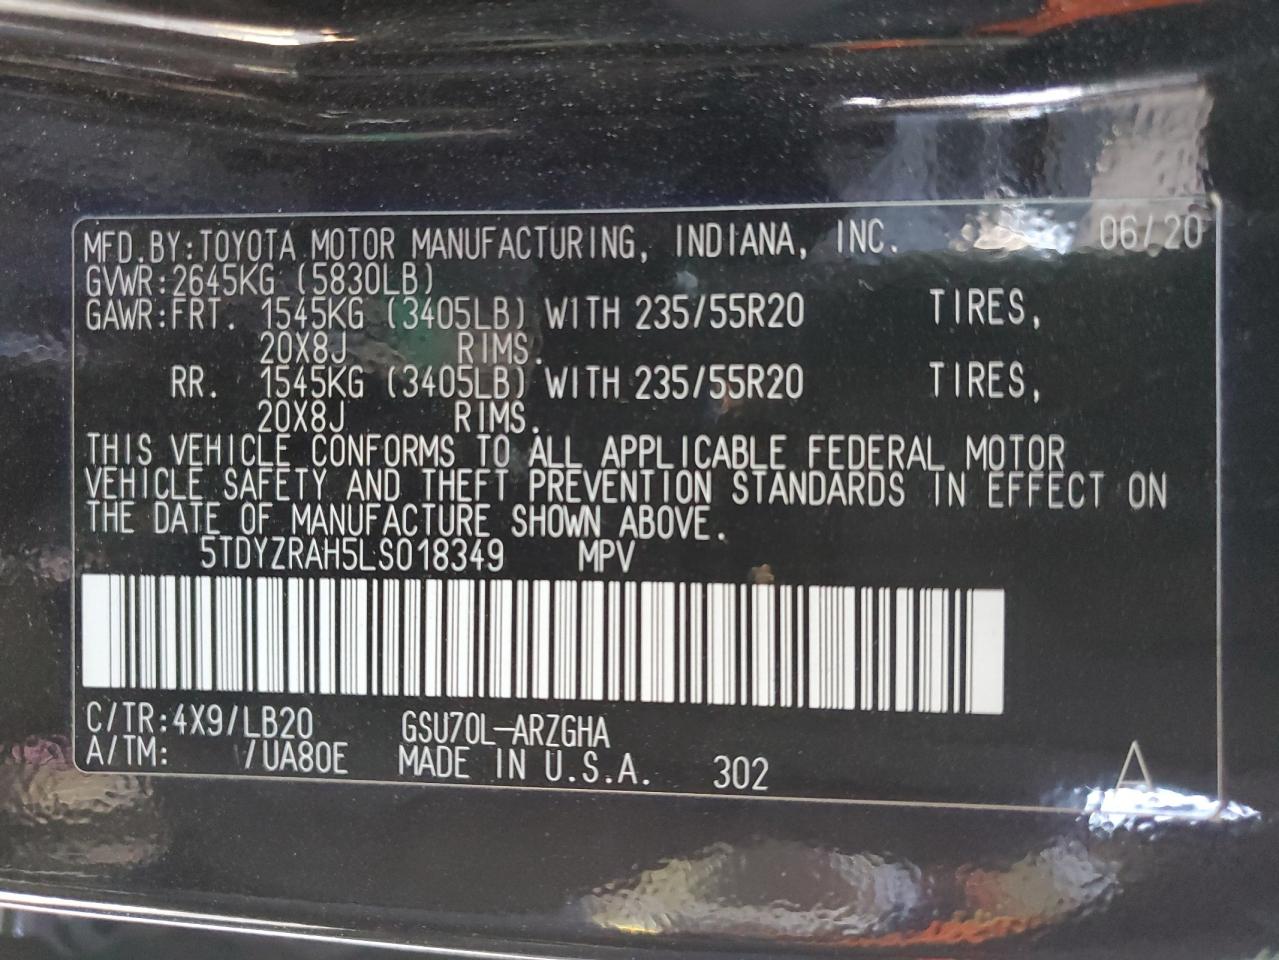 MFD.BY:TOYOTA MOTOR MANUFACTURING, INDIANA, INC. 06/20
GVWR:2645KG (5830LB)
GAWR:FRT. 1545KG (3405LB) WITH 235/55R20 TIRES,
20X8J RIMS.
RR. 1545KG (3405LB) WITH 235/55R20 TIRES,
20X8J RIMS.
THIS VEHICLE CONFORMS TO ALL APPLICABLE FEDERAL MOTOR
VEHICLE SAFETY AND THEFT PREVENTION STANDARDS IN EFFECT ON
THE DATE OF MANUFACTURE SHOWN ABOVE.
5TDYZRAH5LS018349 MPV
C/TR:4X9/LB20 GSU70L-ARZGHA
A/TM: /UA80E MADE IN U.S.A. 302 A